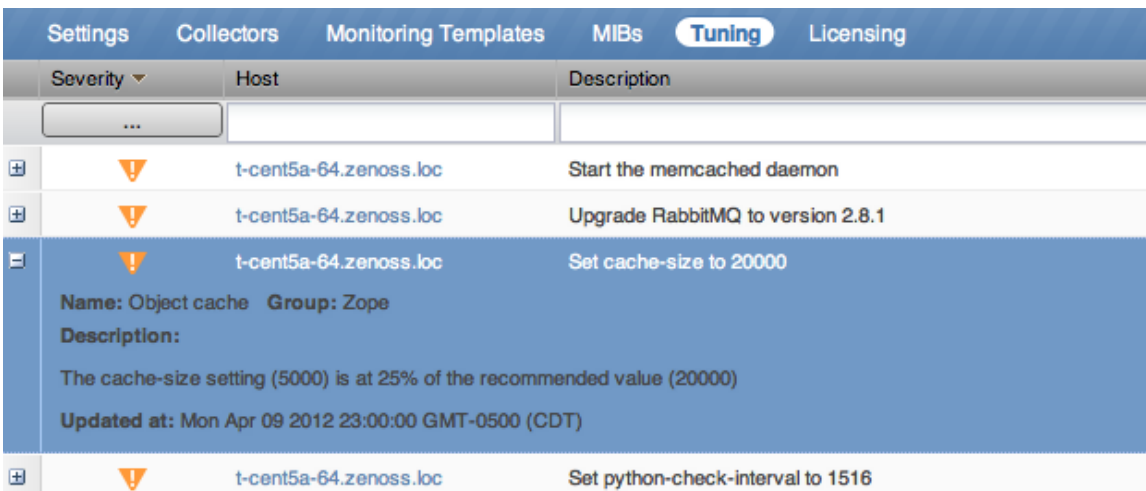 Settings Collectors Monitoring Templates MIBs Tuning Licensing
Severity Host Description
...
t-cent5a-64.zenoss.loc Start the memcached daemon
t-cent5a-64.zenoss.loc Upgrade RabbitMQ to version 2.8.1
t-cent5a-64.zenoss.loc Set cache-size to 20000
Name: Object cache Group: Zope
Description:
The cache-size setting (5000) is at 25% of the recommended value (20000)
Updated at: Mon Apr 09 2012 23:00:00 GMT-0500 (CDT)
t-cent5a-64.zenoss.loc Set python-check-interval to 1516